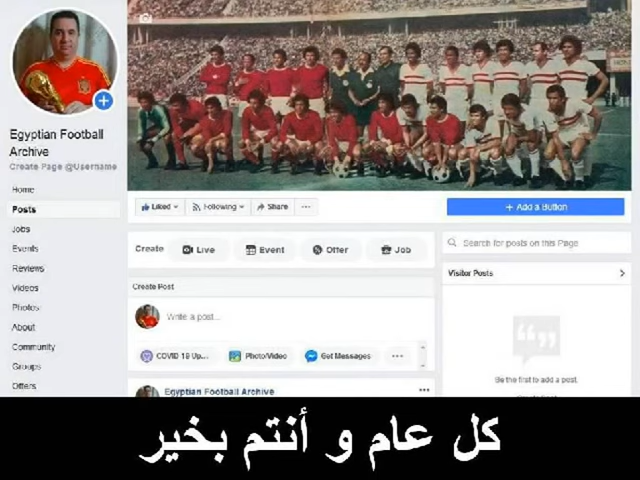 Egyptian Football
Archive
Create Page @Username
Home
Posts
Jobs
Events
Reviews
Videos
Photos
About
Community
Groups
Offers
Liked
Following
Share
...
+ Add a Button
Create
Live
Event
Offer
Job
Search for posts on this Page
Create Post
Visitor Posts
Write a post...
COVID-19 Up...
Photo/Video
Get Messages
...
Be the first to add a post.
Egyptian Football Archive
...
كل عام و أنتم بخير